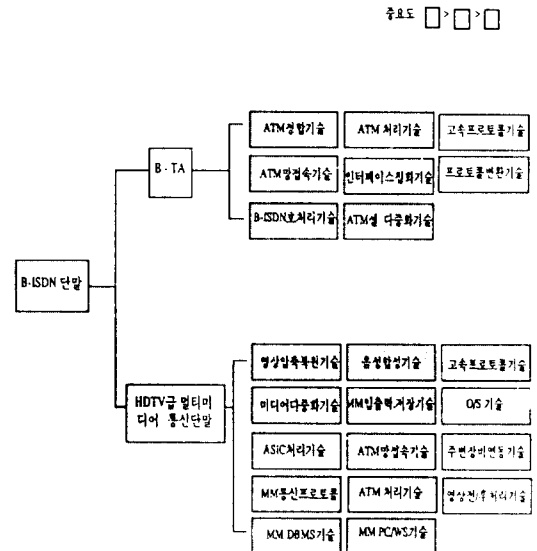 중요도 □>□>□
ATM정합기술 ATM 처리기술 고속프로토콜기술
B - TA
ATM망접속기술 인터페이스집화기술 프로토콜변환기술
B-ISDN호처리기술 ATM셀 다중화기술
B-ISDN 단말
영상압축복원기술 음성합성기술 고속프로토콜기술
HDTV급 멀티미
디어 통신단말
미디어다중화기술 MM입출력저장기술 O/S 기술
ASiC처리기술 ATM망접속기술 주변장비연동기술
MM통신프로토콜 ATM 처리기술 영상전/후처리기술
MM DBMS기술 MM PC/WS기술